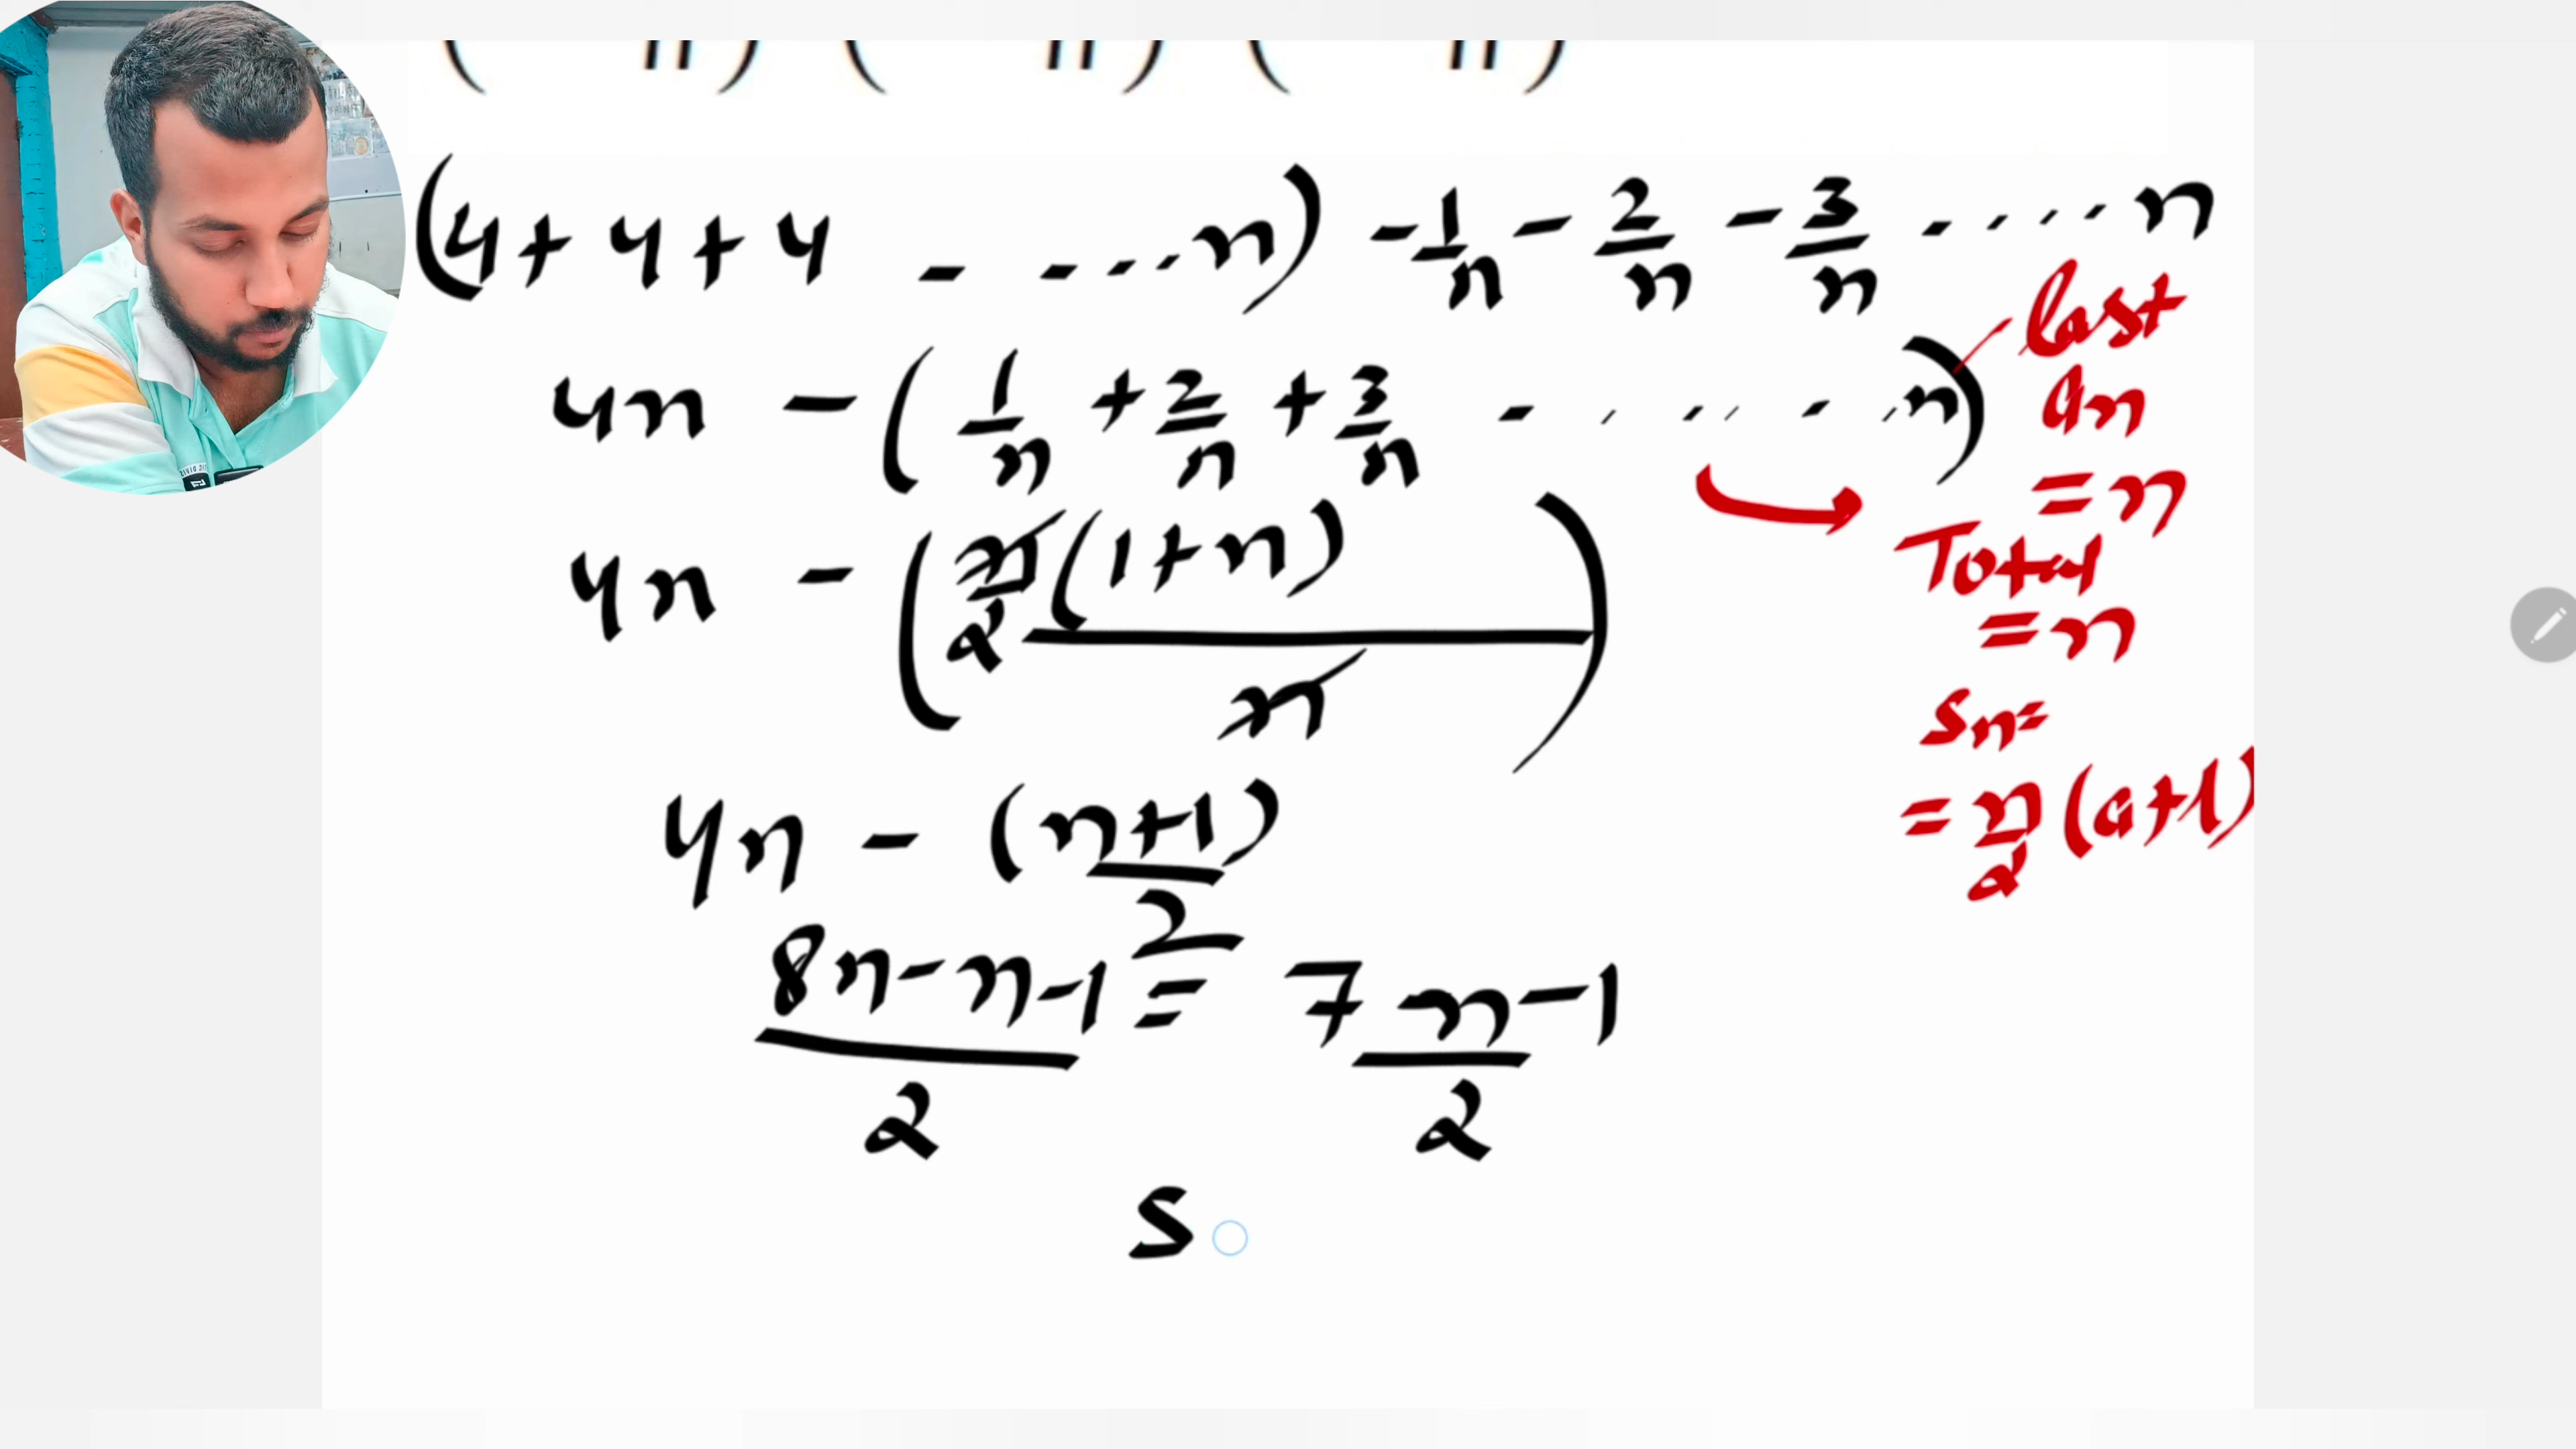 (4+4+4 - - ...n) - 1/n - 2/n - 3/n - ....n
4n - (1/n + 2/n + 3/n - . . . - .n)
last
an
= n
4n - (n/2(1+n)/n)
Total
= n
Sn=
= n/2 (a+l)
4n - (n+1)/2
8n-n-1/2 = 7n-1/2
S